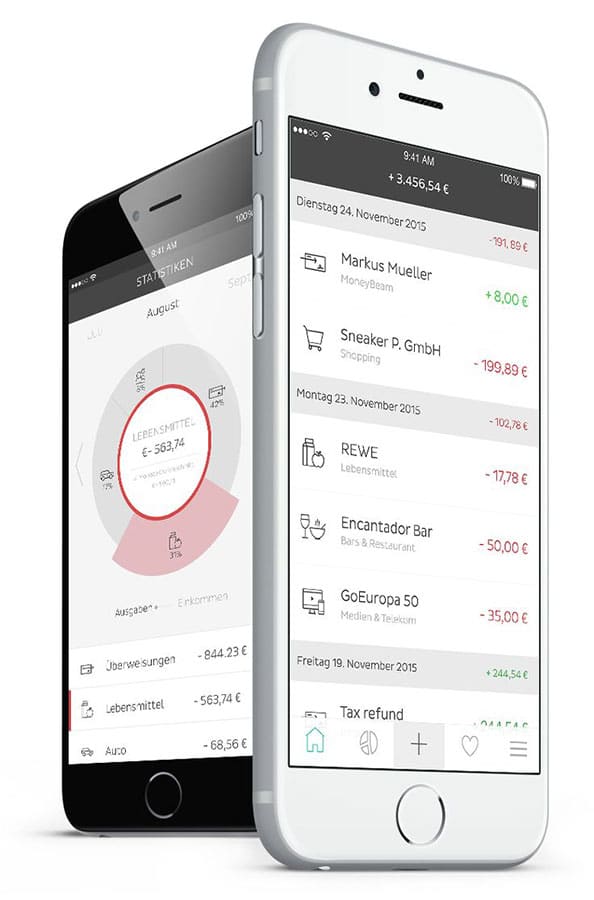 100%
9:41 AM
STATISTIKEN
August
Sept
6%
42%
LEBENSMITTEL
€- 563,74
31%
Ausgaben
Einkommen
Überweisungen - 844.23 €
Lebensmittel - 563,74 €
Auto - 68,56 €
9:41 AM
100%
+ 3.456,54 €
Dienstag 24. November 2015 -191, 89 €
Markus Mueller
MoneyBeam
+ 8,00 €
Sneaker P. GmbH
Shopping
- 199,89 €
Montag 23. November 2015 - 102,78 €
REWE
Lebensmittel
- 17,78 €
Encantador Bar
Bars & Restaurant
- 50,00 €
GoEuropa 50
Medien & Telekom
- 35,00 €
Freitag 19. November 2015 + 244,54 €
Tax refund
+244,54 €